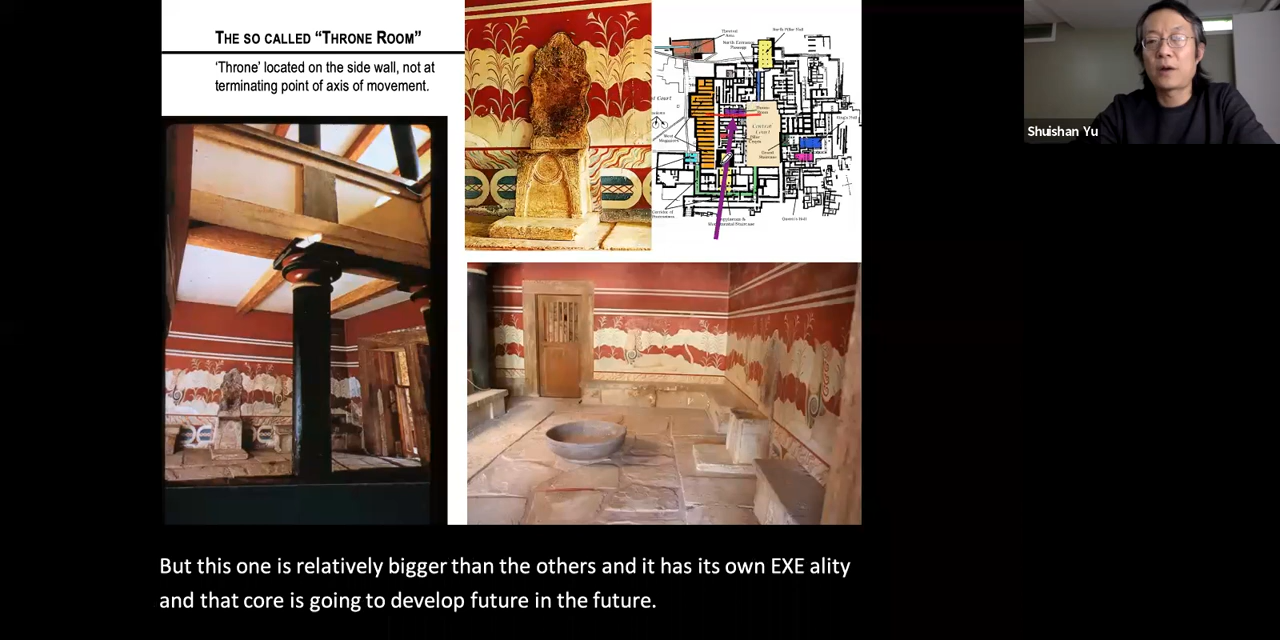 THE SO CALLED “THRONE ROOM”
‘Throne’ located on the side wall, not at
terminating point of axis of movement.
Shuishan Yu
But this one is relatively bigger than the others and it has its own EXE ality
and that core is going to develop future in the future.